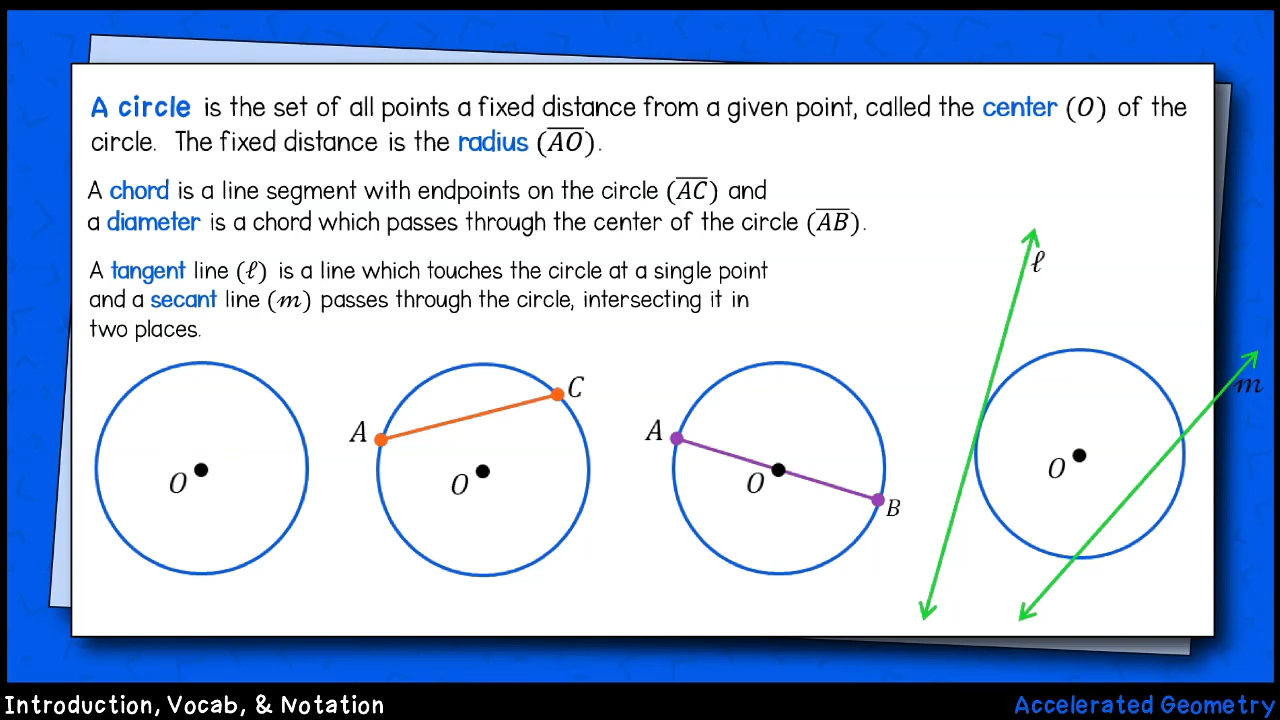 A circle is the set of all points a fixed distance from a given point, called the center (O) of the
circle. The fixed distance is the radius (A̅O̅).
A chord is a line segment with endpoints on the circle (A̅C̅) and
a diameter is a chord which passes through the center of the circle (A̅B̅).
A tangent line (ℓ) is a line which touches the circle at a single point
and a secant line (m) passes through the circle, intersecting it in
two places.
O
A
C
O
A
O
B
ℓ
m
O
Introduction, Vocab, & Notation
Accelerated Geometry